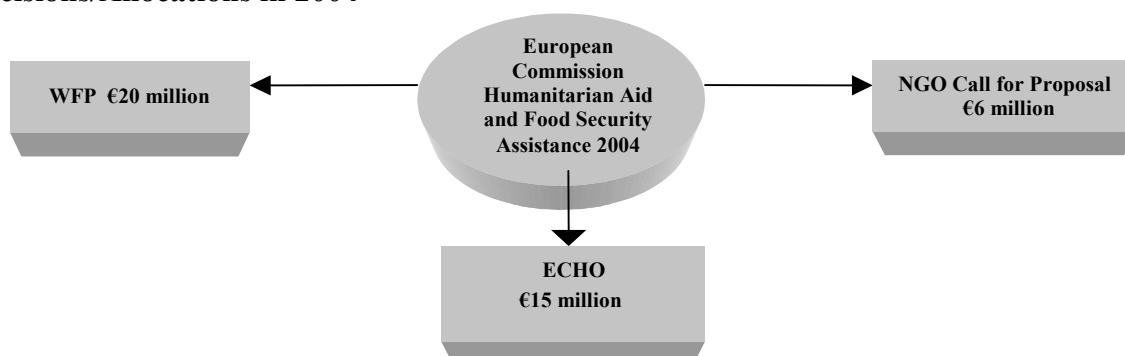 European
Commission
Humanitarian Aid
and Food Security
Assistance 2004
WFP €20 million
NGO Call for Proposal
€6 million
ECHO
€15 million